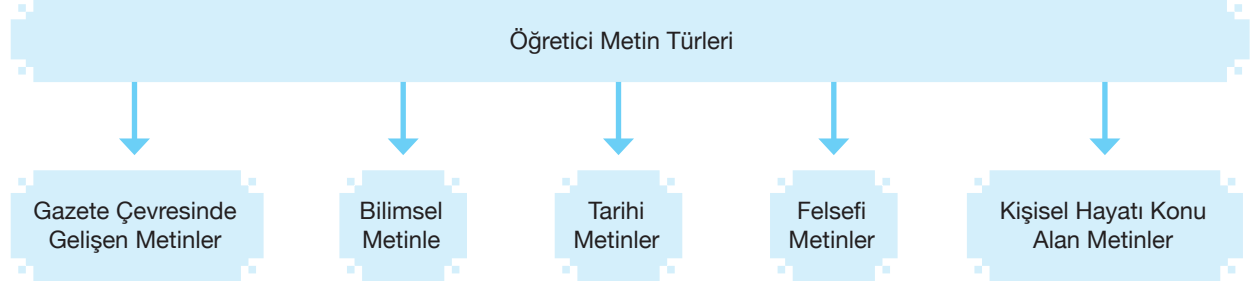 Öğretici Metin Türleri
Gazete Çevresinde
Gelişen Metinler
Bilimsel
Metinle
Tarihi
Metinler
Felsefi
Metinler
Kişisel Hayatı Konu
Alan Metinler